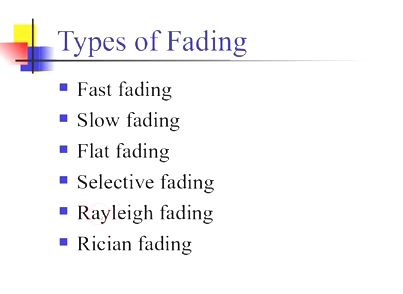 Types of Fading
Fast fading
Slow fading
Flat fading
Selective fading
Rayleigh fading
Rician fading